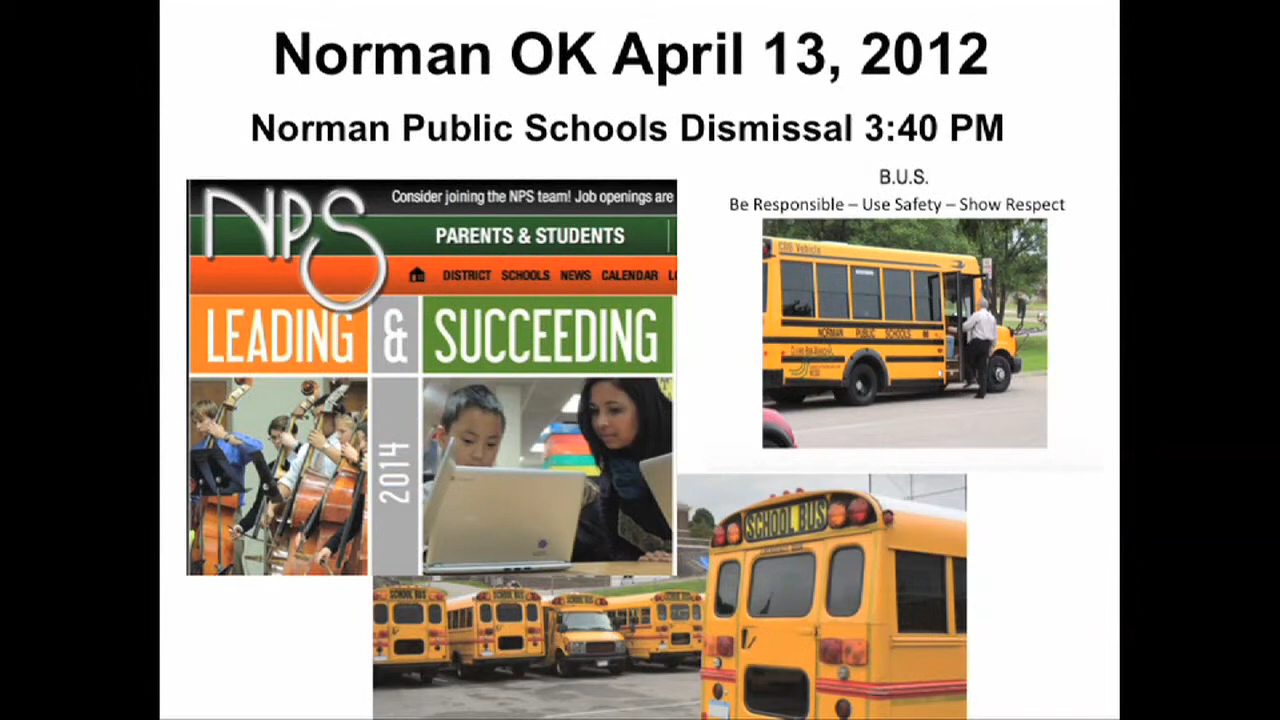 Norman OK April 13, 2012
Norman Public Schools Dismissal 3:40 PM
B.U.S.
Be Responsible – Use Safety – Show Respect
NPS
Consider joining the NPS team! Job openings are
PARENTS & STUDENTS
DISTRICT SCHOOLS NEWS CALENDAR
LEADING & SUCCEEDING
2014
NORMAN PUBLIC SCHOOLS
SCHOOL BUS
SCHOOL BUS
SCHOOL BUS
SCHOOL BUS
SCHOOL BUS